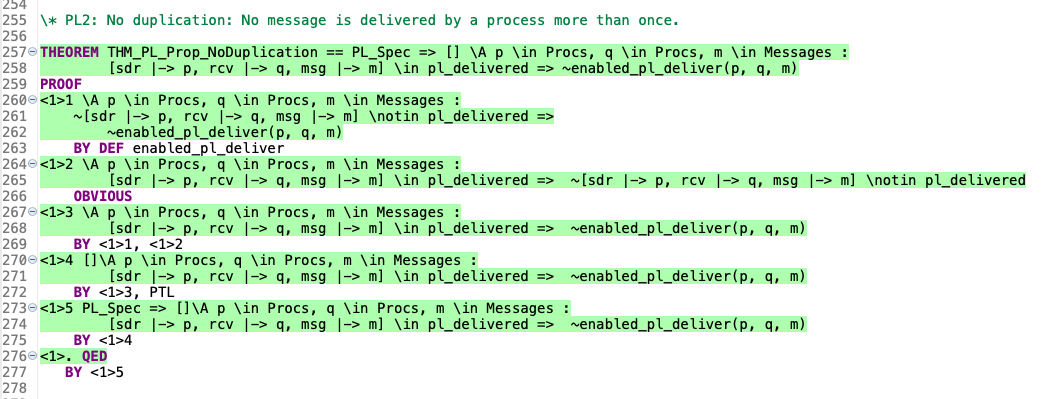 254
255 \* PL2: No duplication: No message is delivered by a process more than once.
256
257 THEOREM THM_PL_Prop_NoDuplication == PL_Spec => [] \A p \in Procs, q \in Procs, m \in Messages :
258 [sdr |-> p, rcv |-> q, msg |-> m] \in pl_delivered => ~enabled_pl_deliver(p, q, m)
259 PROOF
260 <1>1 \A p \in Procs, q \in Procs, m \in Messages :
261 ~[sdr |-> p, rcv |-> q, msg |-> m] \notin pl_delivered =>
262 ~enabled_pl_deliver(p, q, m)
263 BY DEF enabled_pl_deliver
264 <1>2 \A p \in Procs, q \in Procs, m \in Messages :
265 [sdr |-> p, rcv |-> q, msg |-> m] \in pl_delivered => ~[sdr |-> p, rcv |-> q, msg |-> m] \notin pl_delivered
266 OBVIOUS
267 <1>3 \A p \in Procs, q \in Procs, m \in Messages :
268 [sdr |-> p, rcv |-> q, msg |-> m] \in pl_delivered => ~enabled_pl_deliver(p, q, m)
269 BY <1>1, <1>2
270 <1>4 []\A p \in Procs, q \in Procs, m \in Messages :
271 [sdr |-> p, rcv |-> q, msg |-> m] \in pl_delivered => ~enabled_pl_deliver(p, q, m)
272 BY <1>3, PTL
273 <1>5 PL_Spec => []\A p \in Procs, q \in Procs, m \in Messages :
274 [sdr |-> p, rcv |-> q, msg |-> m] \in pl_delivered => ~enabled_pl_deliver(p, q, m)
275 BY <1>4
276 <1>. QED
277 BY <1>5
278